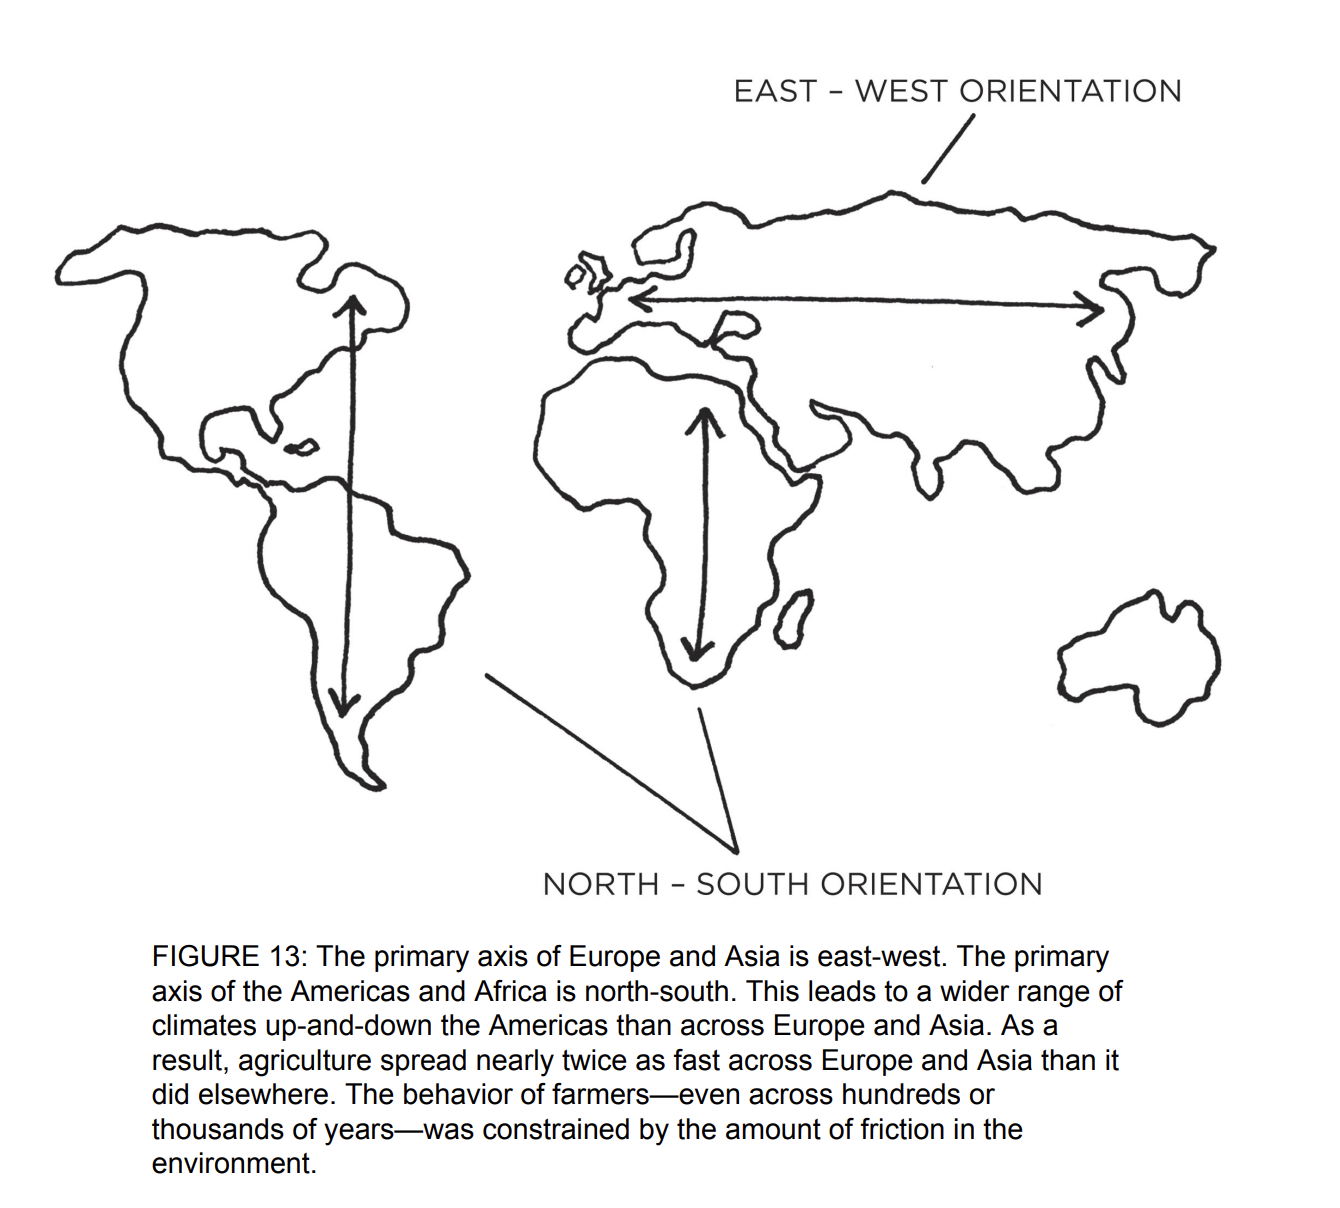 EAST – WEST ORIENTATION
NORTH – SOUTH ORIENTATION
FIGURE 13: The primary axis of Europe and Asia is east-west. The primary
axis of the Americas and Africa is north-south. This leads to a wider range of
climates up-and-down the Americas than across Europe and Asia. As a
result, agriculture spread nearly twice as fast across Europe and Asia than it
did elsewhere. The behavior of farmers—even across hundreds or
thousands of years—was constrained by the amount of friction in the
environment.